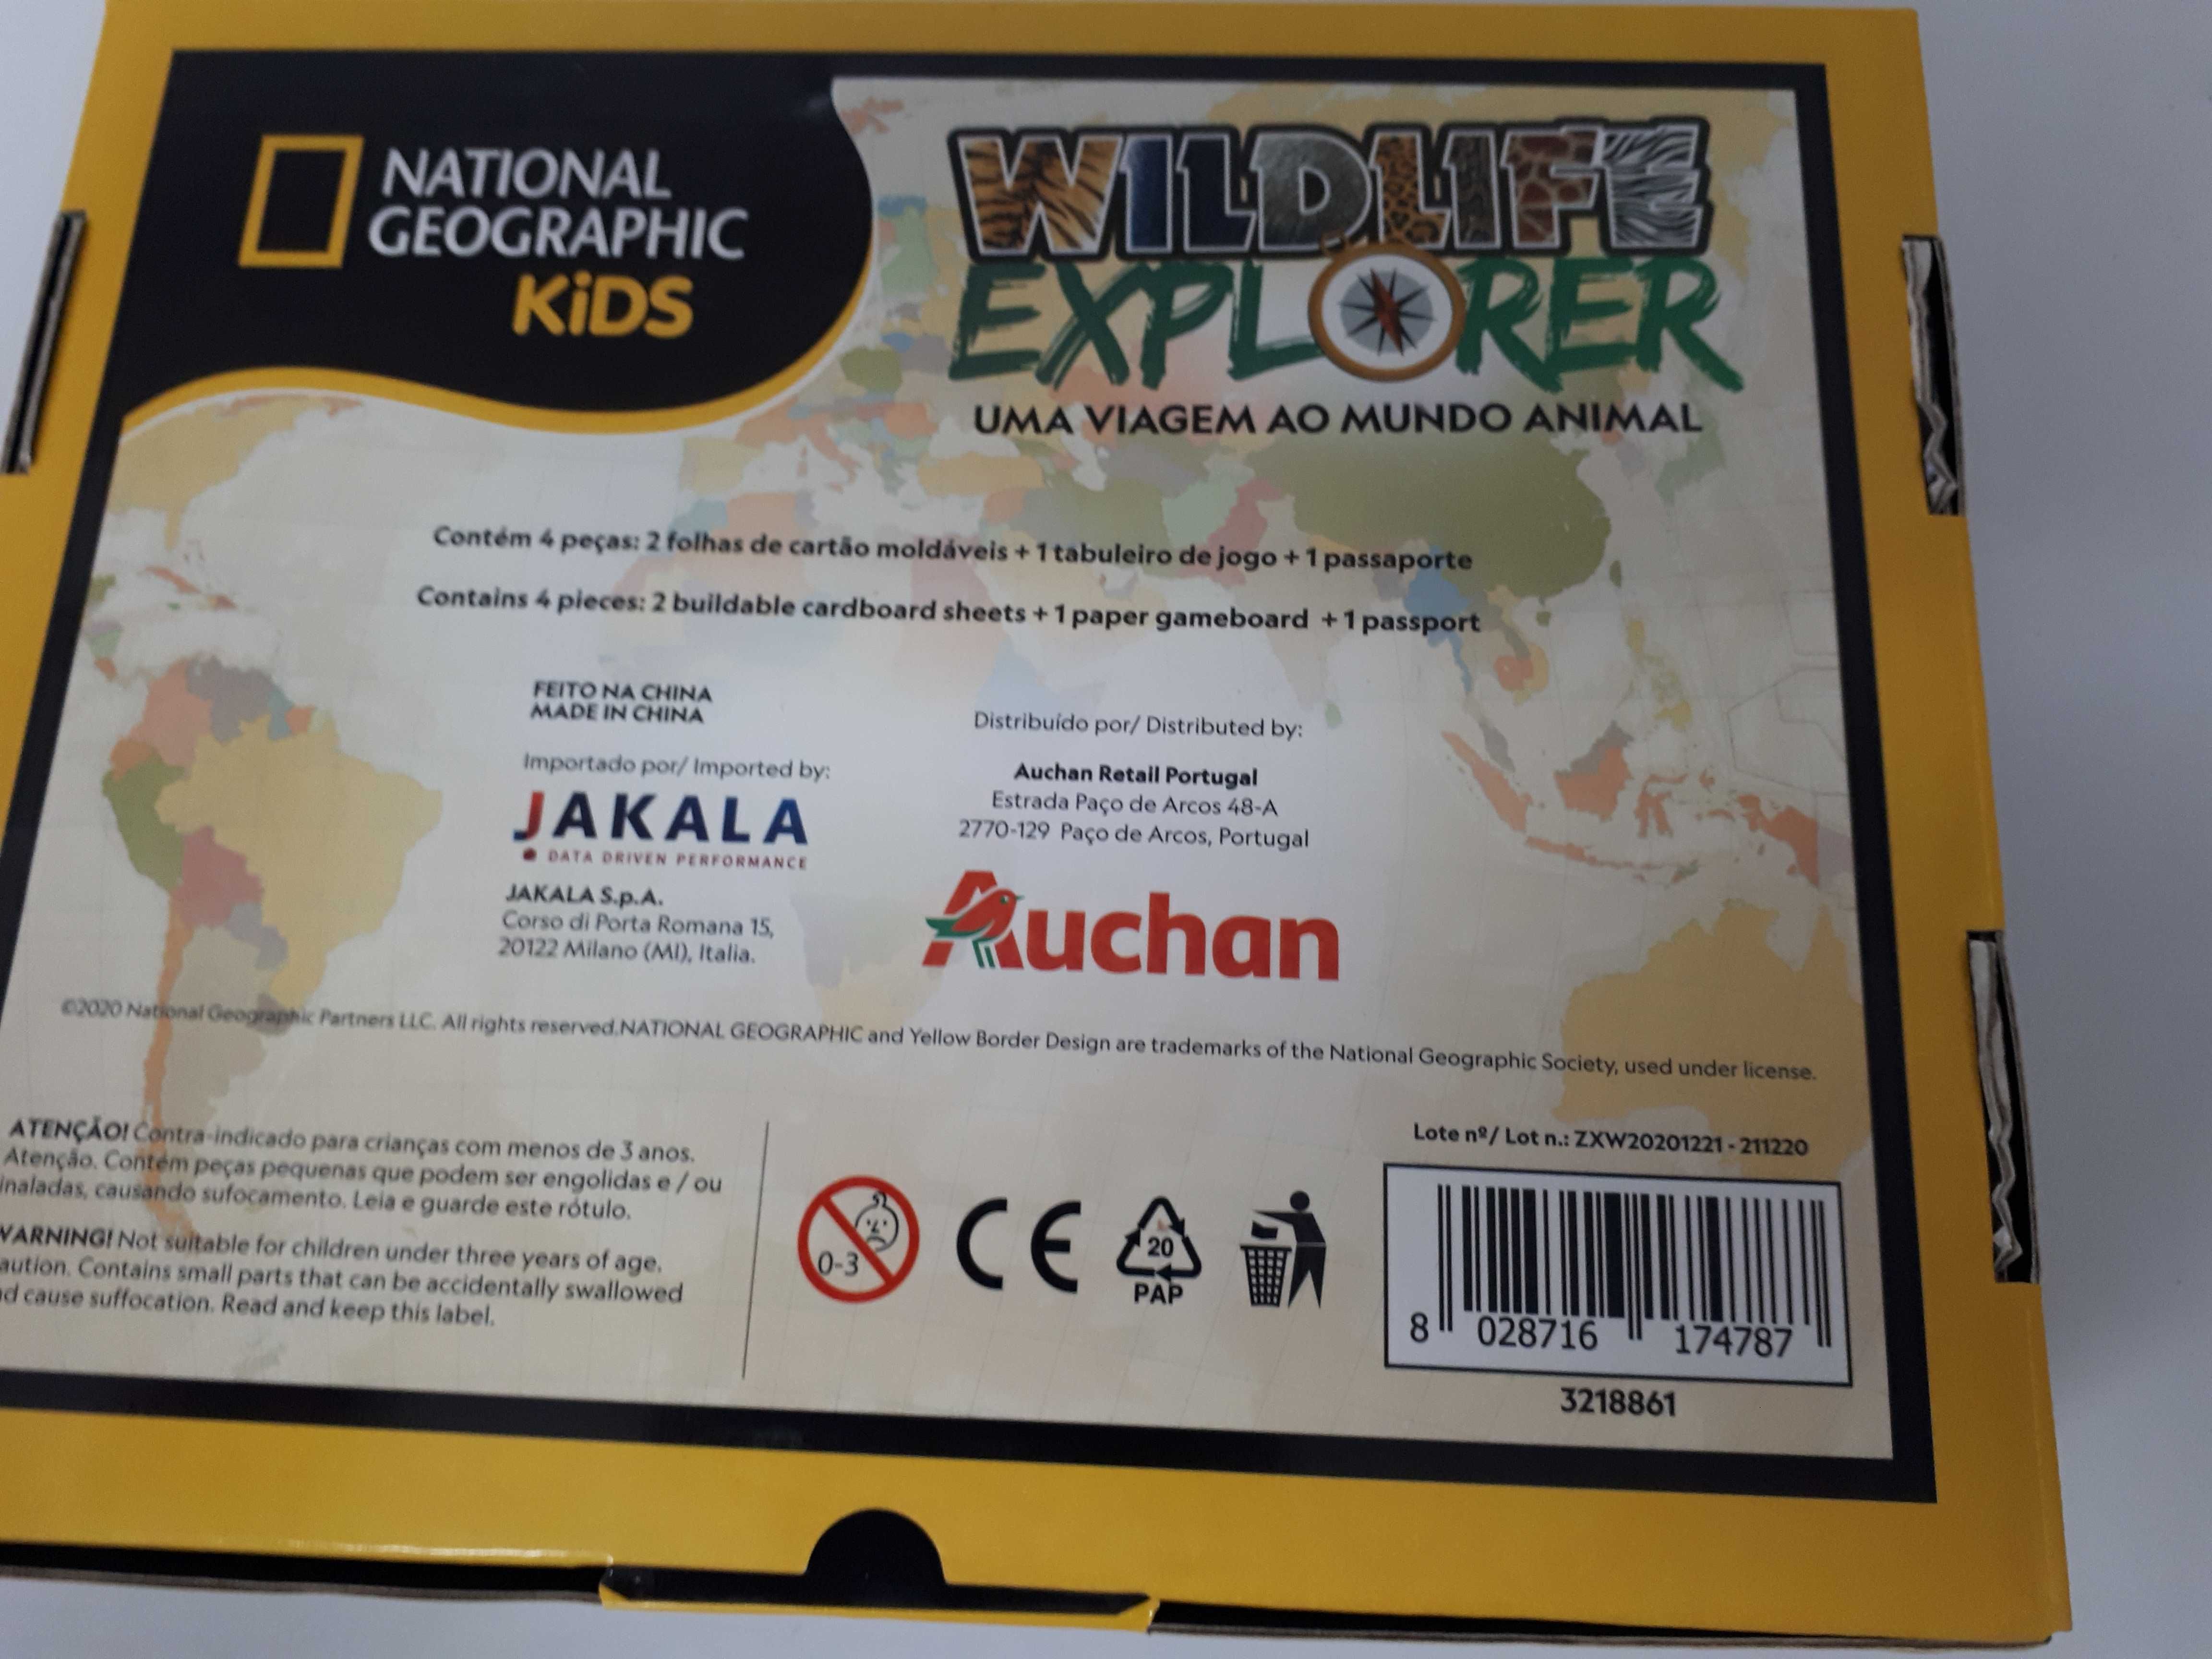 NATIONAL
GEOGRAPHIC
KiDS
WILDLIFE
EXPLORER
UMA VIAGEM AO MUNDO ANIMAL
Contém 4 peças: 2 folhas de cartão moldáveis + 1 tabuleiro de jogo + 1 passaporte
Contains 4 pieces: 2 buildable cardboard sheets + 1 paper gameboard + 1 passport
FEITO NA CHINA
MADE IN CHINA
Importado por/ Imported by:
JAKALA
DATA DRIVEN PERFORMANCE
JAKALA S.p.A.
Corso di Porta Romana 15,
20122 Milano (MI), Italia.
Distribuído por/ Distributed by:
Auchan Retail Portugal
Estrada Paço de Arcos 48-A
2770-129 Paço de Arcos, Portugal
Auchan
©2020 National Geographic Partners LLC. All rights reserved.NATIONAL GEOGRAPHIC and Yellow Border Design are trademarks of the National Geographic Society, used under license.
ATENÇÃO! Contra-indicado para crianças com menos de 3 anos.
Atenção. Contém peças pequenas que podem ser engolidas e / ou
inaladas, causando sufocamento. Leia e guarde este rótulo.
WARNING! Not suitable for children under three years of age.
aution. Contains small parts that can be accidentally swallowed
d cause suffocation. Read and keep this label.
0-3
CE
20
PAP
Lote nº/ Lot n.: ZXW20201221 - 211220
8 028716 174787
3218861